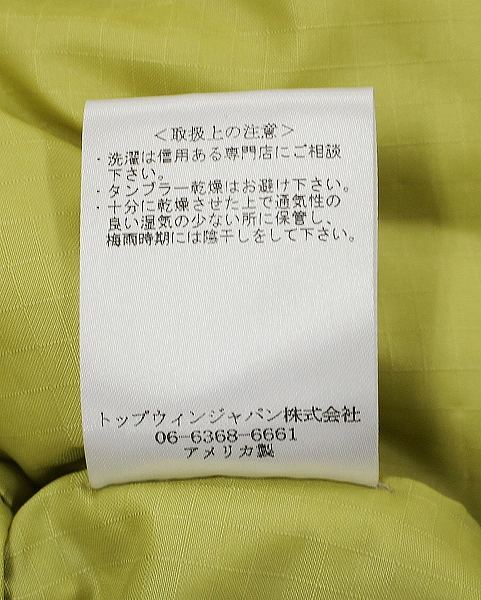 ＜取扱上の注意＞
・洗濯は信用ある専門店にご相談
下さい。
・タンブラー乾燥はお避け下さい。
・十分に乾燥させた上で通気性の
良い湿気の少ない所に保管し、
梅雨時期には陰干しをして下さい。
トップウィンジャパン株式会社
06-6368-6661
アメリカ製